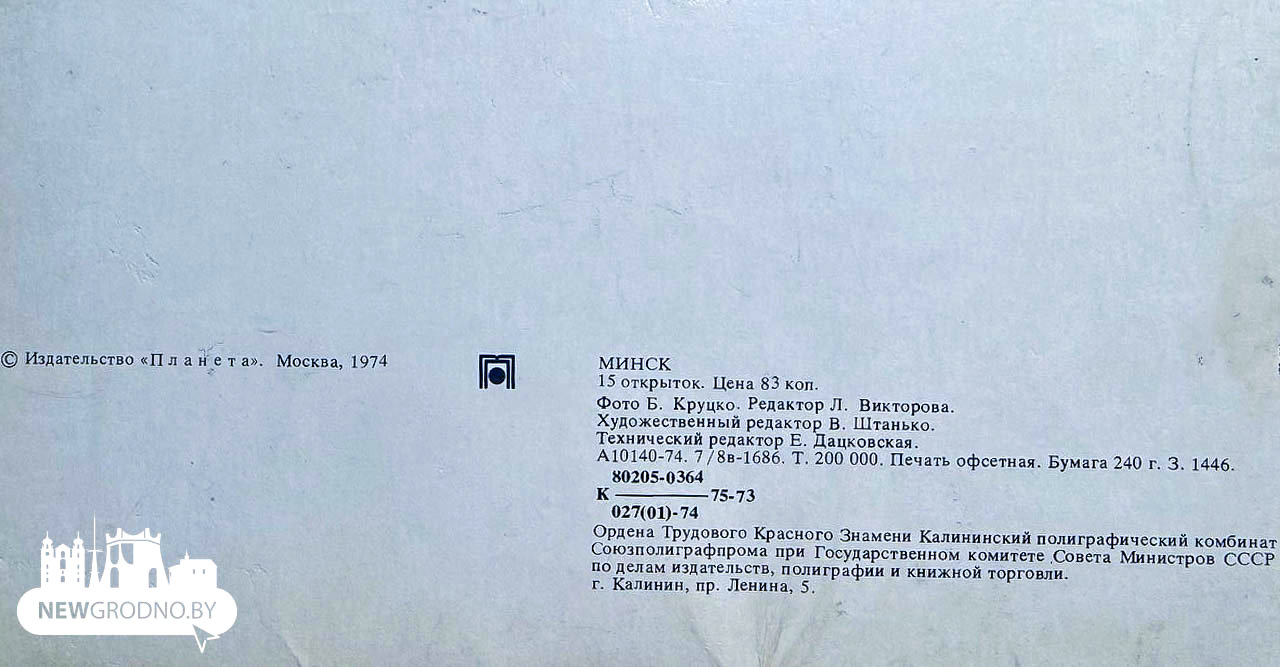 © Издательство «Планета». Москва, 1974
МИНСК
15 открыток. Цена 83 коп.
Фото Б. Круцко. Редактор Л. Викторова.
Художественный редактор В. Штанько.
Технический редактор Е. Дацковская.
А10140-74. 7/8в-1686. Т. 200 000. Печать офсетная. Бумага 240 г. З. 1446.
80205-0364
К ———— 75-73
027(01)-74
Ордена Трудового Красного Знамени Калининский полиграфический комбинат
Союзполиграфпрома при Государственном комитете Совета Министров СССР
по делам издательств, полиграфии и книжной торговли.
г. Калинин, пр. Ленина, 5.
NEWGRODNO.BY